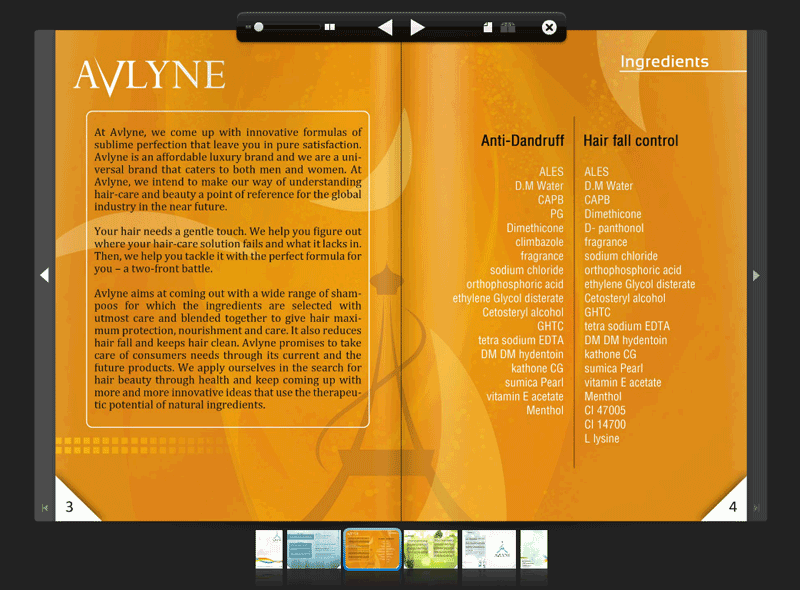 AVLYNE
At Avlyne, we come up with innovative formulas of
sublime perfection that leave you in pure satisfaction.
Avlyne is an affordable luxury brand and we are a uni-
versal brand that caters to both men and women. At
Avlyne, we intend to make our way of understanding
hair-care and beauty a point of reference for the global
industry in the near future.
Your hair needs a gentle touch. We help you figure out
where your hair-care solution fails and what it lacks in.
Then, we help you tackle it with the perfect formula for
you – a two-front battle.
Avlyne aims at coming out with a wide range of sham-
poos for which the ingredients are selected with
utmost care and blended together to give hair maxi-
mum protection, nourishment and care. It also reduces
hair fall and keeps hair clean. Avlyne promises to take
care of consumers needs through its current and the
future products. We apply ourselves in the search for
hair beauty through health and keep coming up with
more and more innovative ideas that use the therapeu-
tic potential of natural ingredients.
3
Ingredients
Anti-Dandruff
ALES
D.M Water
CAPB
PG
Dimethicone
climbazole
fragrance
sodium chloride
orthophosphoric acid
ethylene Glycol disterate
Cetosteryl alcohol
GHTC
tetra sodium EDTA
DM DM hydentoin
kathone CG
sumica Pearl
vitamin E acetate
Menthol
Hair fall control
ALES
D.M Water
CAPB
Dimethicone
D- panthonol
fragrance
sodium chloride
orthophosphoric acid
ethylene Glycol disterate
Cetosteryl alcohol
GHTC
tetra sodium EDTA
DM DM hydentoin
kathone CG
sumica Pearl
vitamin E acetate
Menthol
CI 47005
CI 14700
L lysine
4